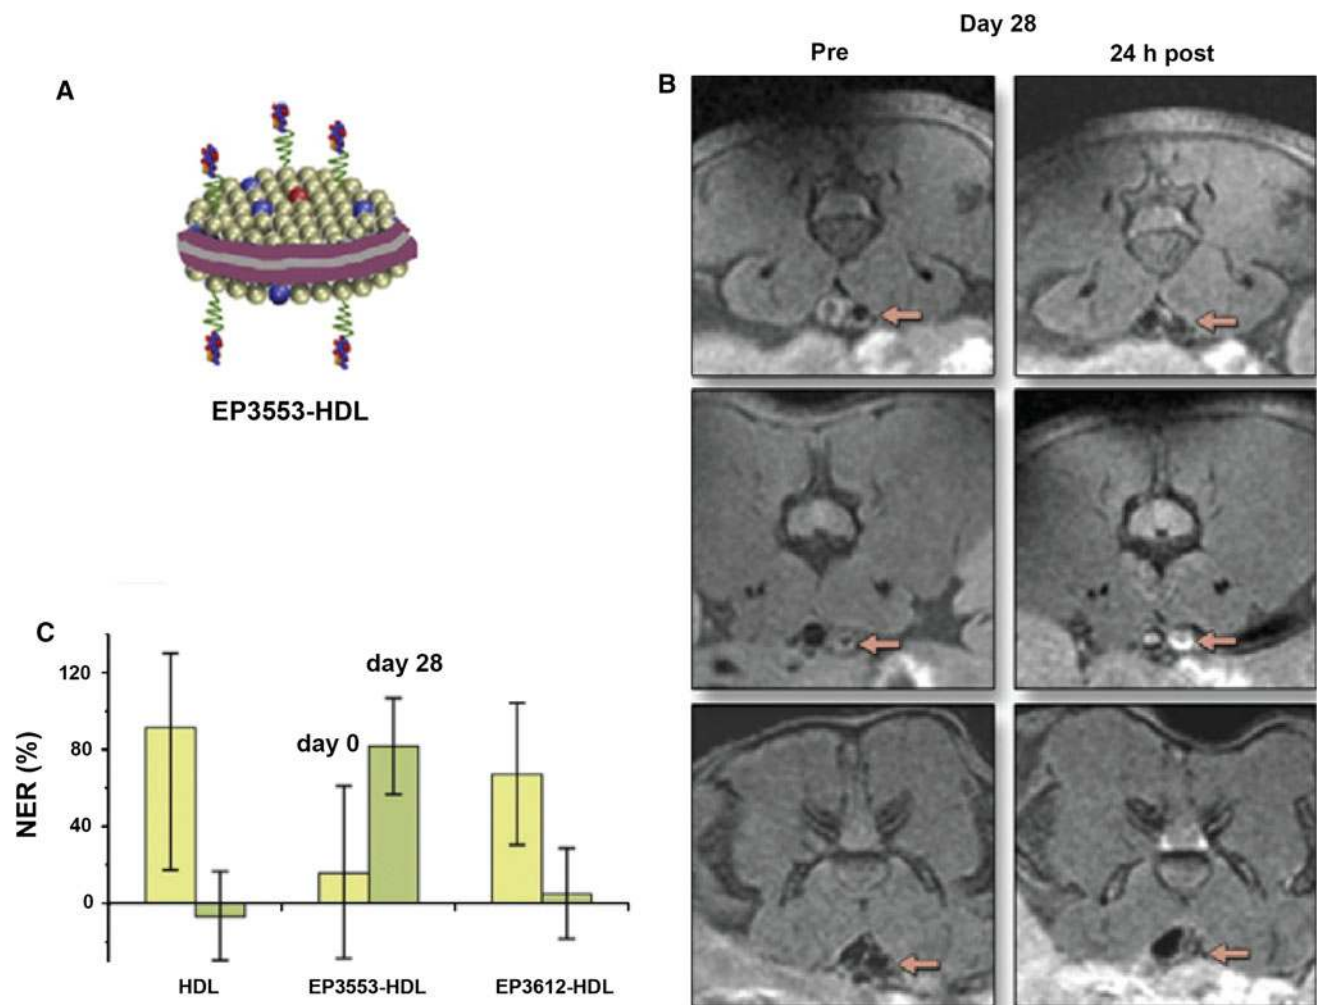 Day 28
Pre
24 h post
A
B
EP3553-HDL
C
NER (%)
120
80
40
0
day 28
day 0
HDL
EP3553-HDL
EP3612-HDL